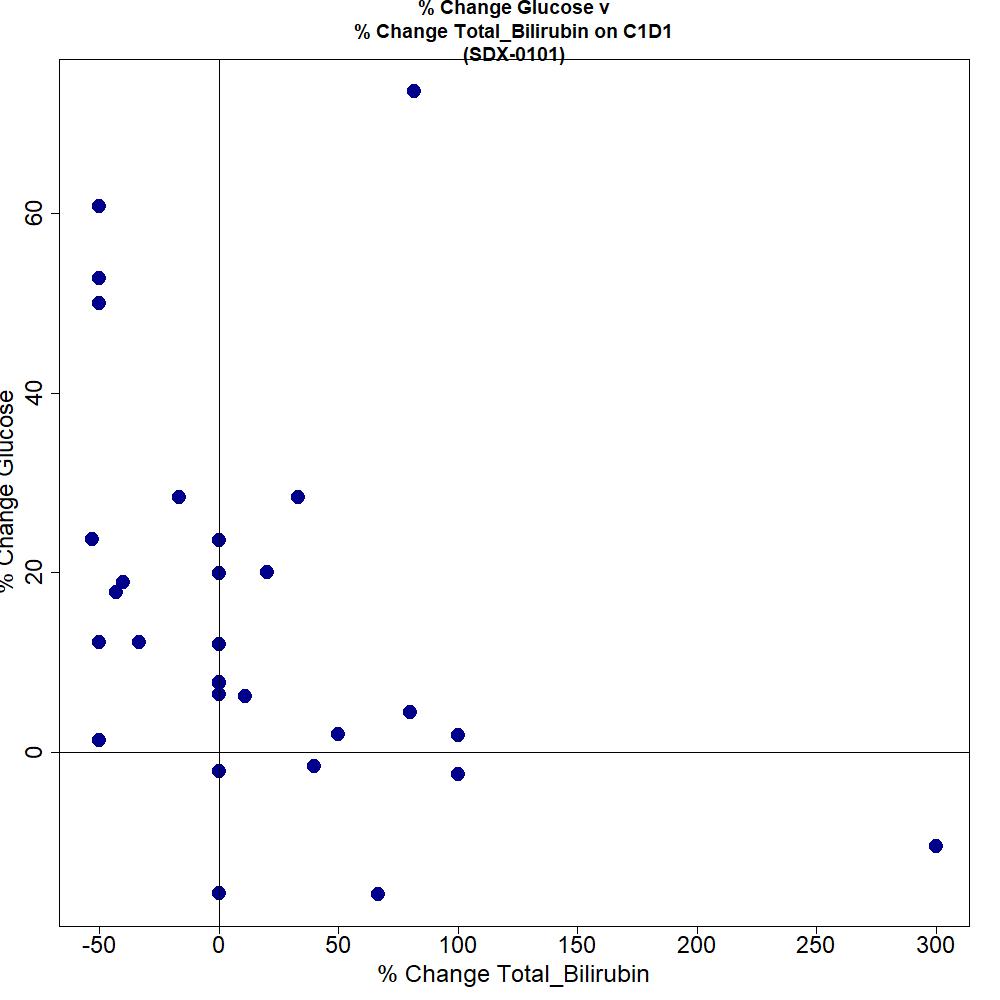 % Change Glucose v
% Change Total_Bilirubin on C1D1
(SDX-0101)
% Change Glucose
60
40
20
0
-50 0 50 100 150 200 250 300
% Change Total_Bilirubin